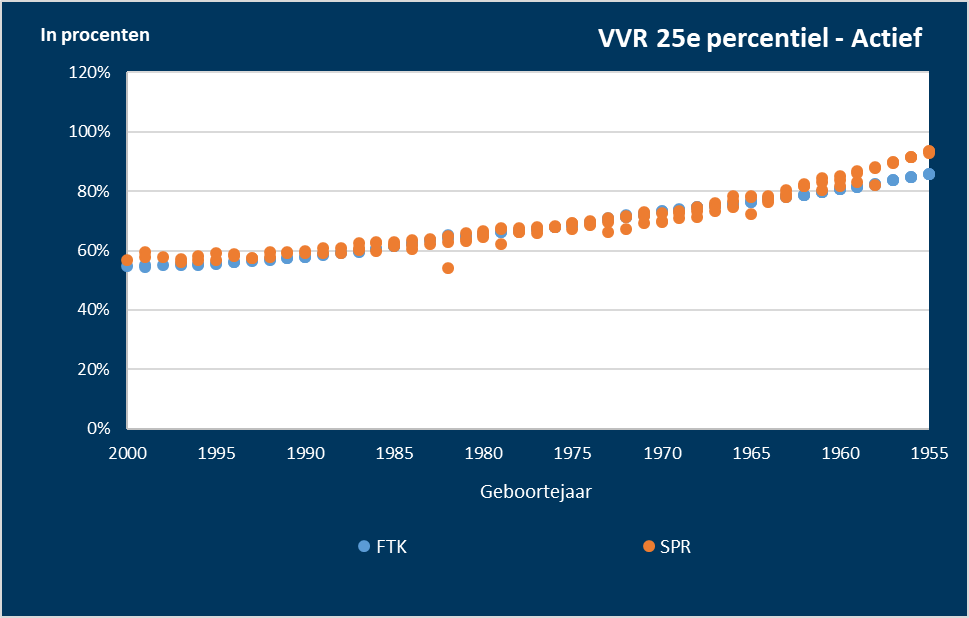 In procenten
VVR 25e percentiel - Actief
120%
100%
80%
60%
40%
20%
0%
2000 1995 1990 1985 1980 1975 1970 1965 1960 1955
Geboortejaar
FTK SPR